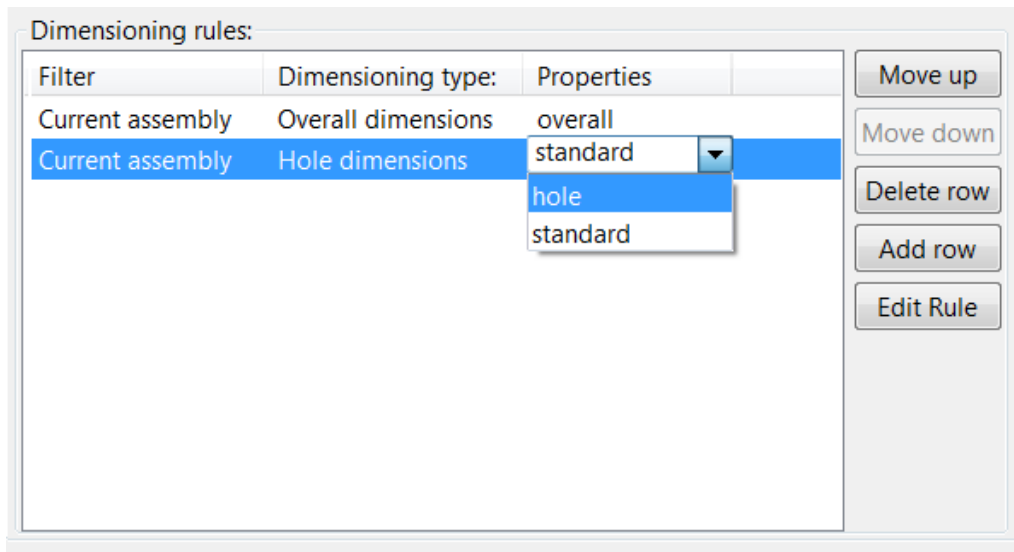 Dimensioning rules:
Filter Dimensioning type: Properties
Current assembly Overall dimensions overall
Current assembly Hole dimensions standard
hole
standard
Move up
Move down
Delete row
Add row
Edit Rule